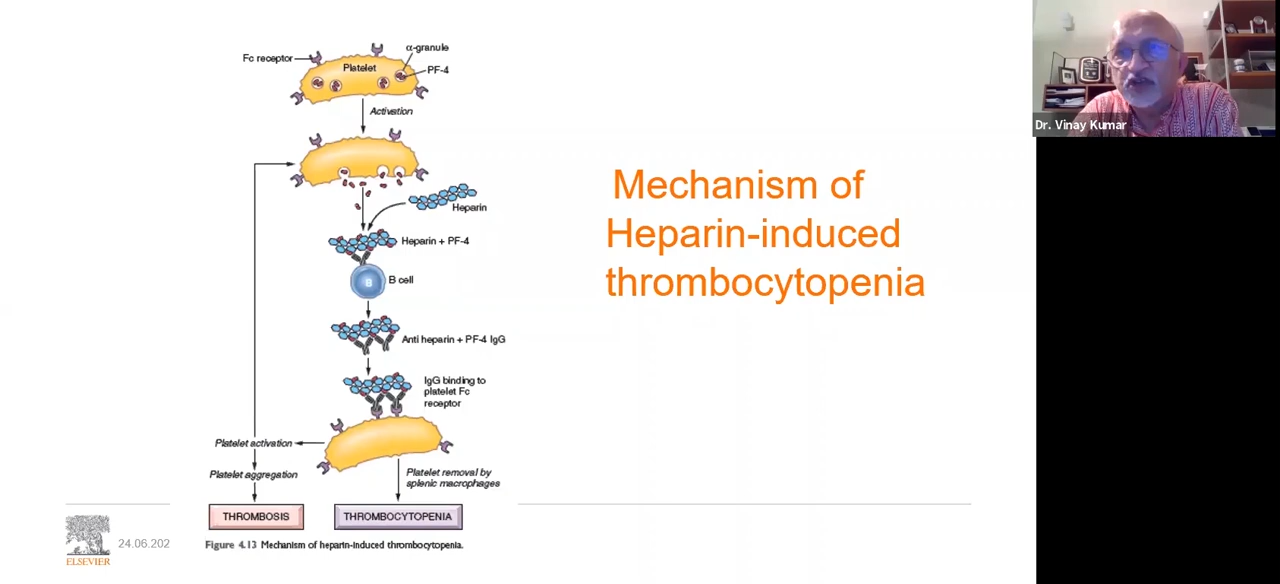 Fc receptor
α-granule
Platelet
PF-4
Activation
Heparin
Heparin + PF-4
B
B cell
Anti heparin + PF-4 IgG
IgG binding to
platelet Fc
receptor
Platelet activation
Platelet aggregation
Platelet removal by
splenic macrophages
THROMBOSIS
THROMBOCYTOPENIA
Figure 4.13 Mechanism of heparin-induced thrombocytopenia.
Mechanism of
Heparin-induced
thrombocytopenia
ELSEVIER
24.06.202
Dr. Vinay Kumar